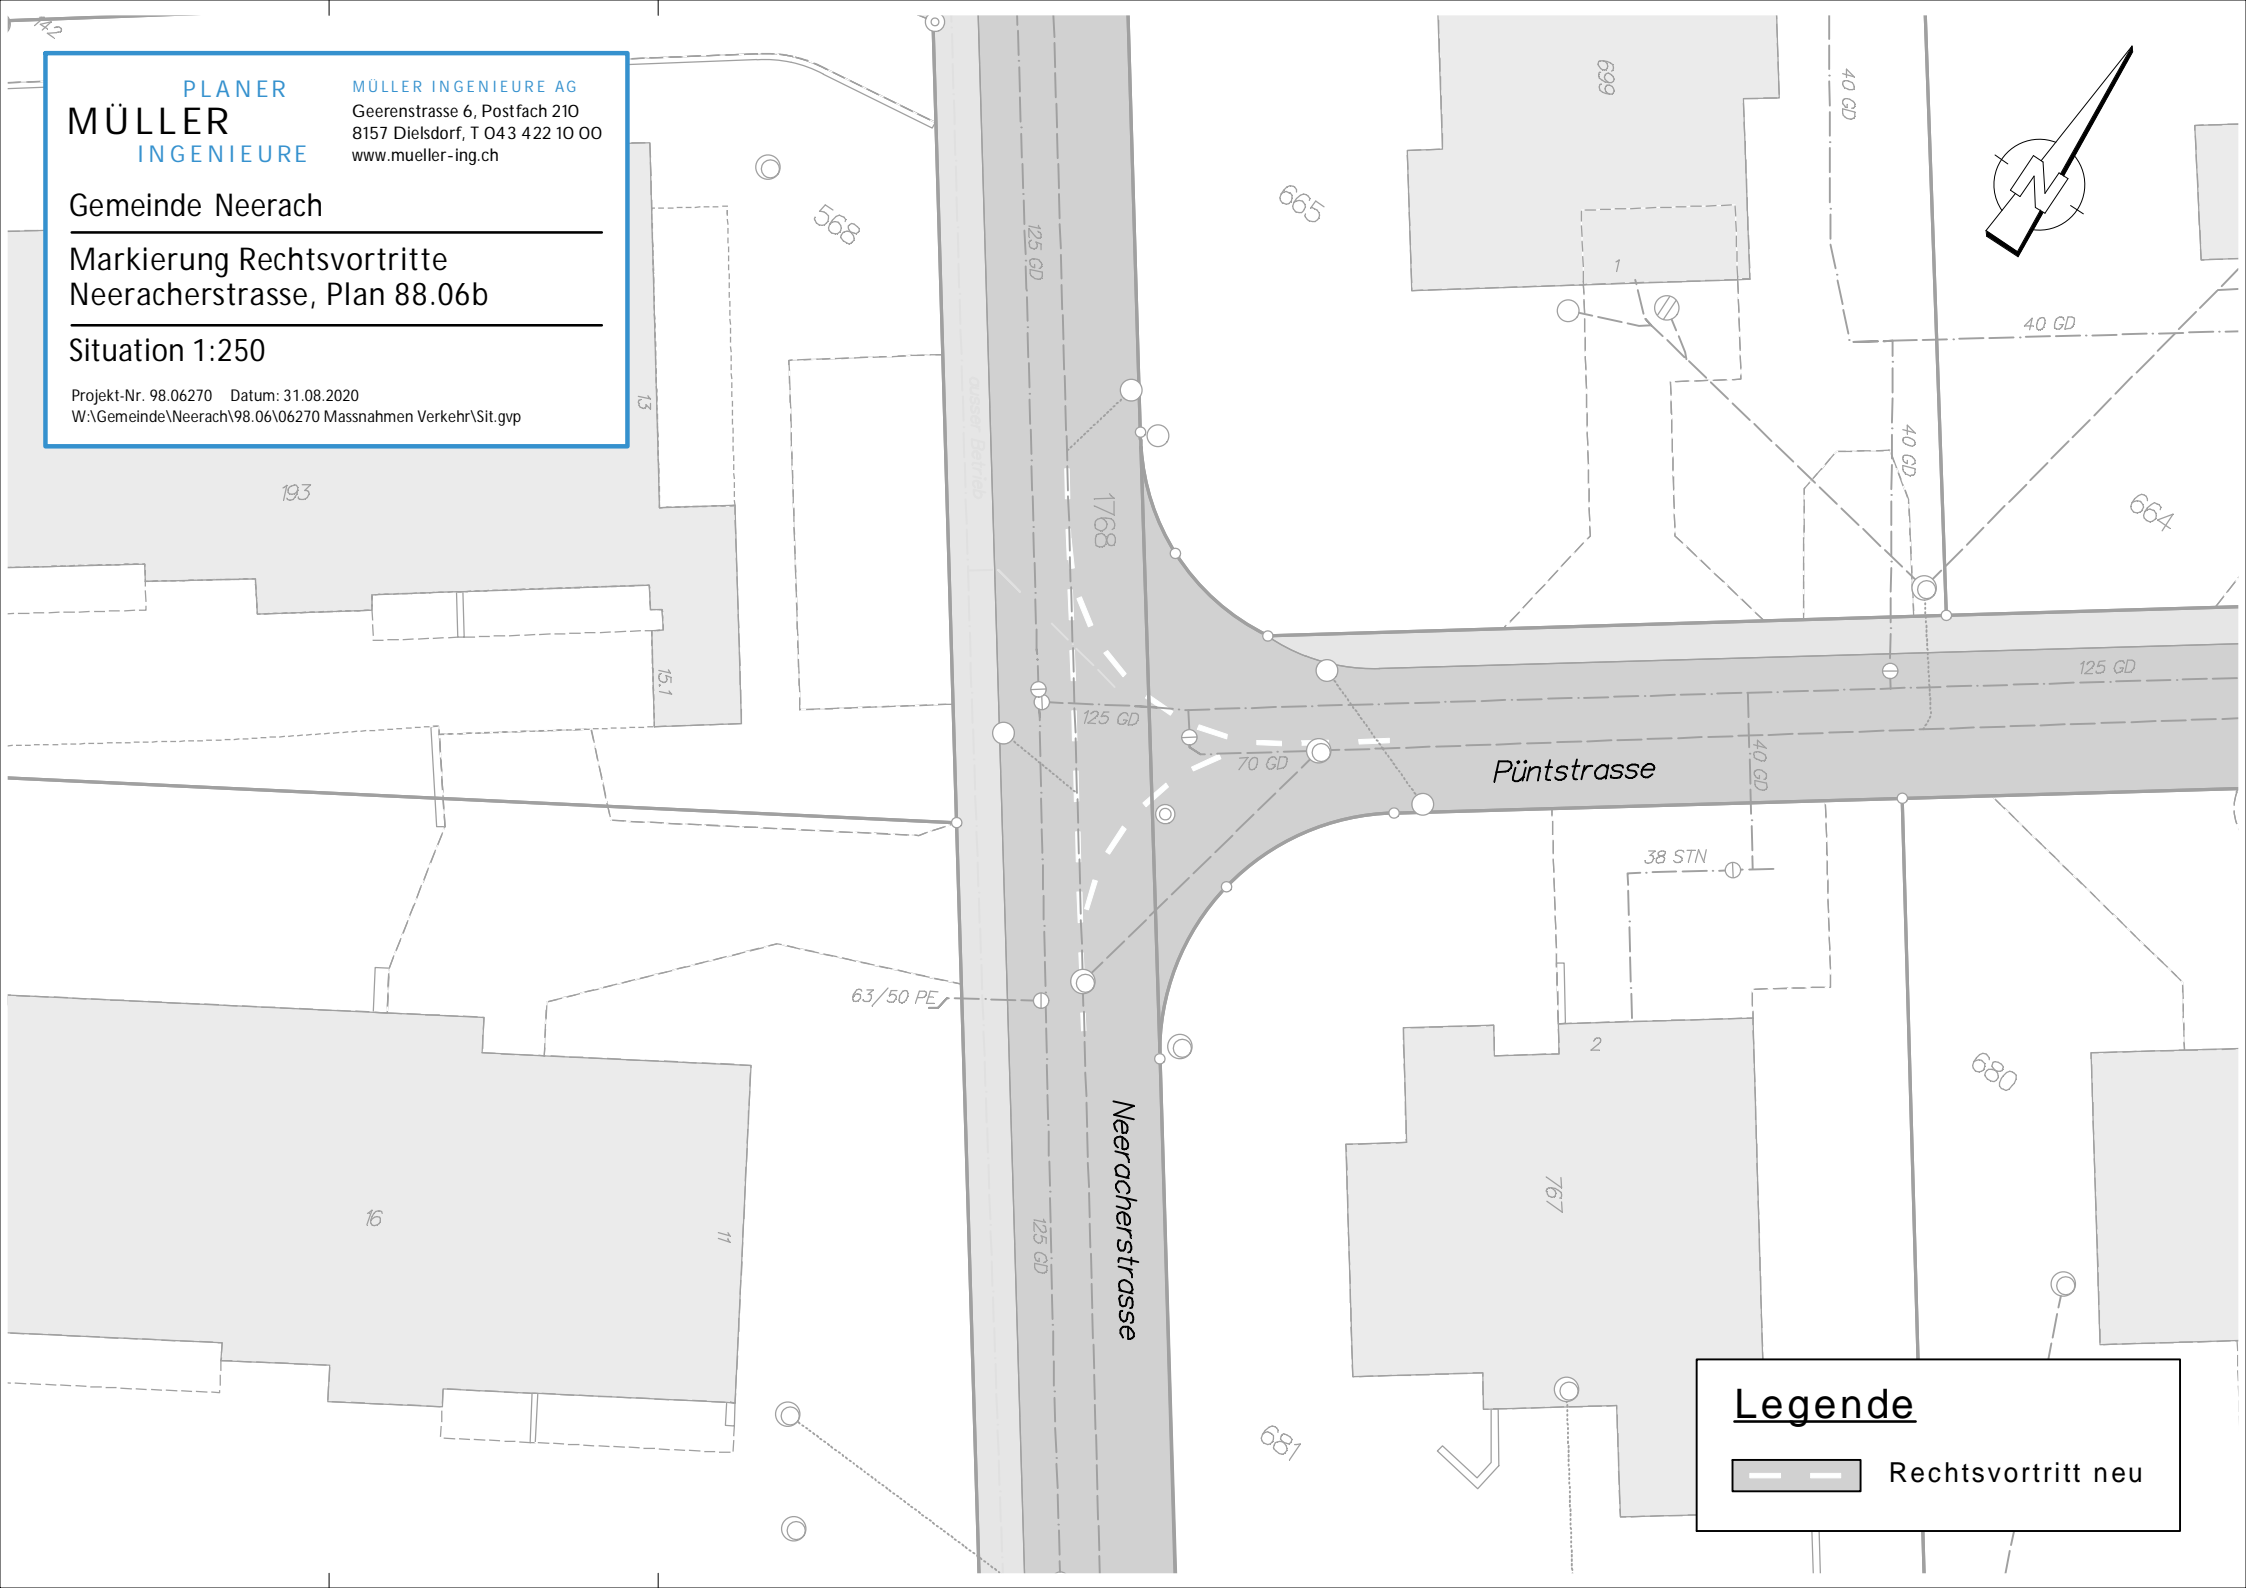 142
PLANER
MÜLLER
INGENIEURE
MÜLLER INGENIEURE AG
Geerenstrasse 6, Postfach 210
8157 Dielsdorf, T 043 422 10 00
www.mueller-ing.ch
Gemeinde Neerach
Markierung Rechtsvortritte
Neeracherstrasse, Plan 88.06b
Situation 1:250
Projekt-Nr. 98.06270 Datum: 31.08.2020
W:\Gemeinde\Neerach\98.06\06270 Massnahmen Verkehr\Sit.gvp
568
665
699
40 GD
N
125 GD
1
40 GD
13
ausser Betrieb
40 GD
193
1768
664
15.1
125 GD
125 GD
70 GD
Püntstrasse
40 GD
38 STN
63/50 PE
2
680
Neeracherstrasse
767
16
11
125 GD
681
Legende
Rechtsvortritt neu